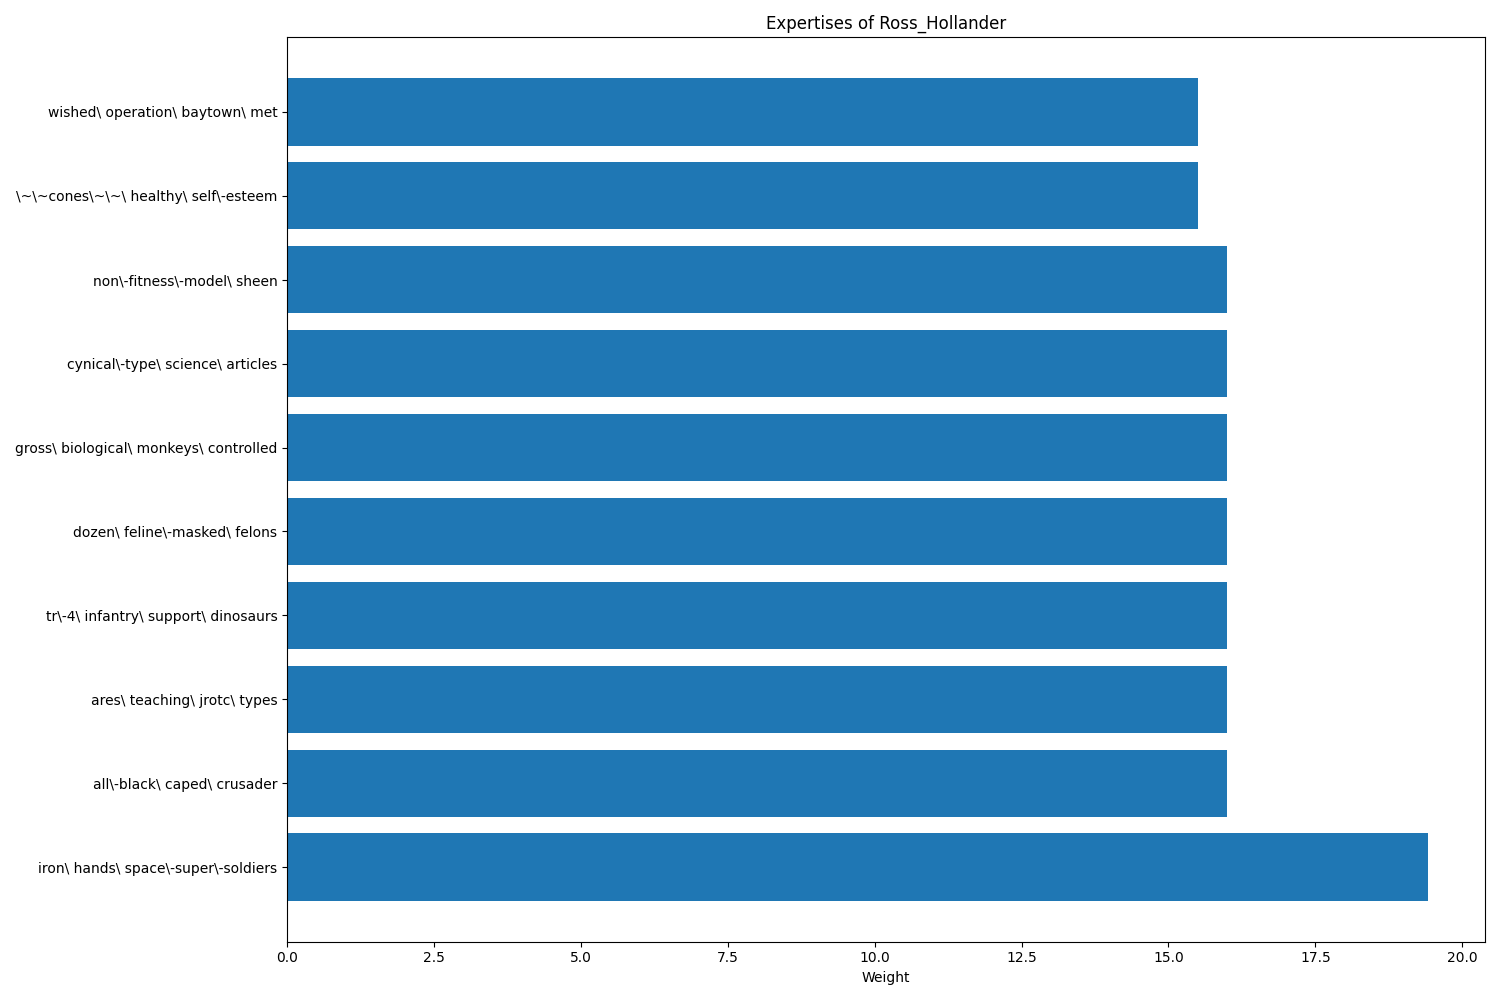 Expertises of Ross_Hollander
wished\ operation\ baytown\ met
\~\~cones\~\~\ healthy\ self\-esteem
non\-fitness\-model\ sheen
cynical\-type\ science\ articles
gross\ biological\ monkeys\ controlled
dozen\ feline\-masked\ felons
tr\-4\ infantry\ support\ dinosaurs
ares\ teaching\ jrotc\ types
all\-black\ caped\ crusader
iron\ hands\ space\-super\-soldiers
0.0 2.5 5.0 7.5 10.0 12.5 15.0 17.5 20.0
Weight